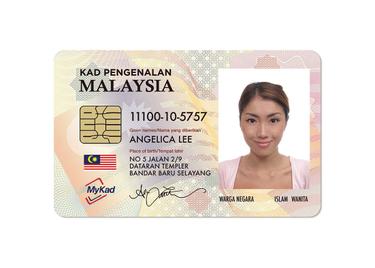 KAD PENGENALAN
MALAYSIA
11100-10-5757
Given names/Nama yang diberikan
ANGELICA LEE
Place of birth/Tempat lahir
NO 5 JALAN 2/9
DATARAN TEMPLER
BANDAR BARU SELAYANG
MyKad
WARGA NEGARA ISLAM WANITA